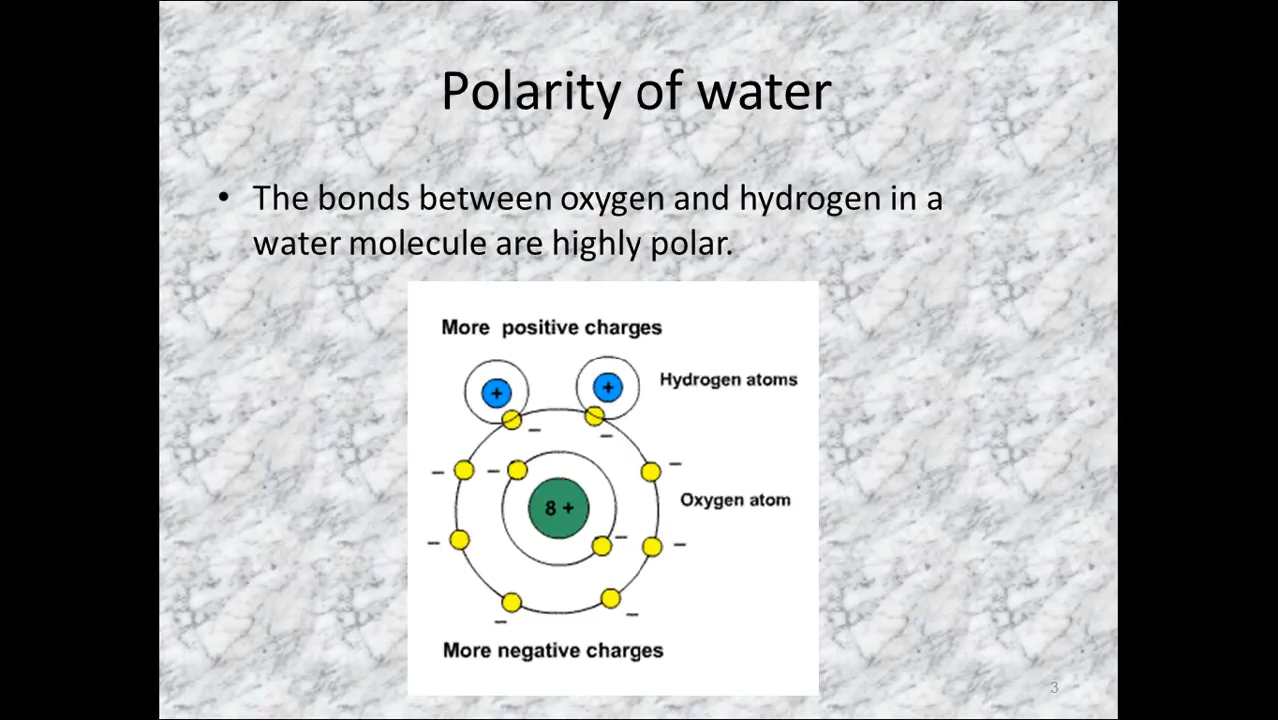 Polarity of water
• The bonds between oxygen and hydrogen in a
water molecule are highly polar.
More positive charges
Hydrogen atoms
+ +
– –
– – –
8 +
Oxygen atom
– – –
– –
More negative charges
3